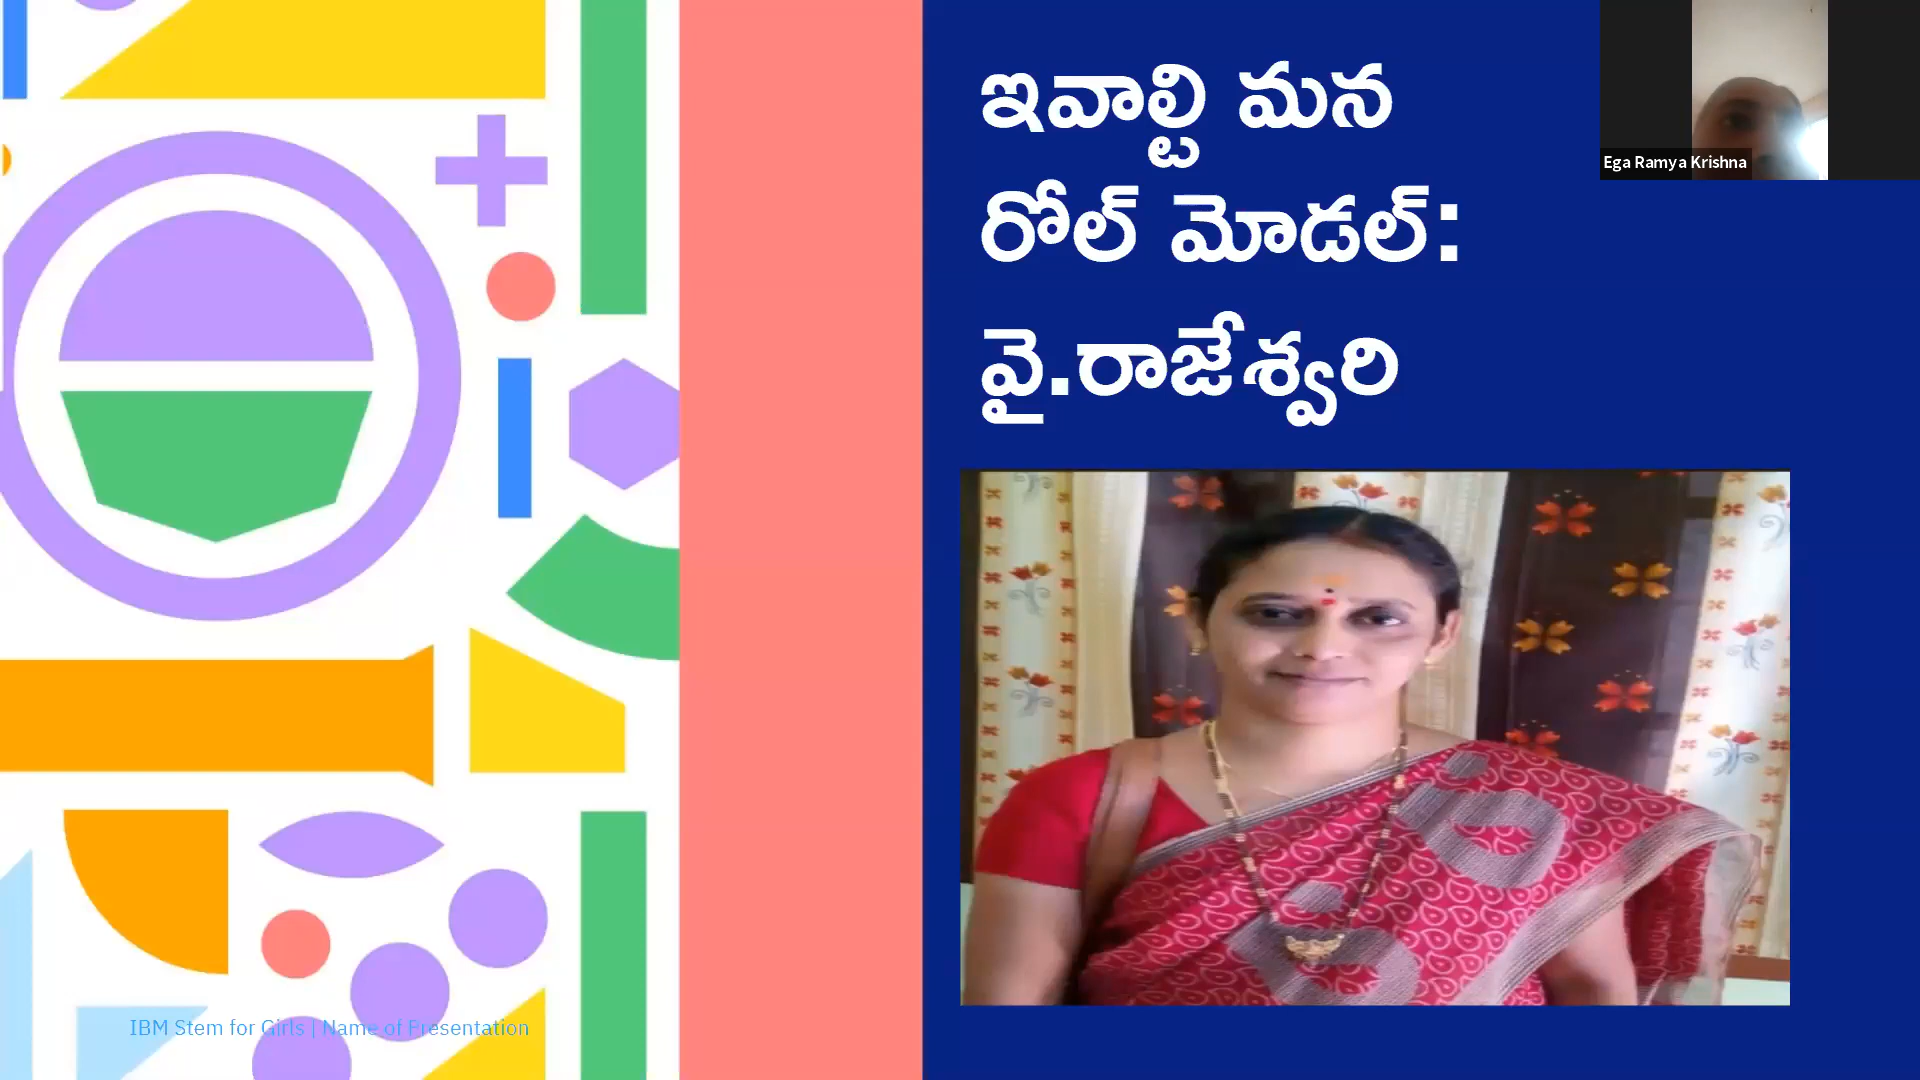 ఇవాల్టి మన
రోల్ మోడల్:
వై.రాజేశ్వరి
Ega Ramya Krishna
IBM Stem for Girls | Name of Presentation